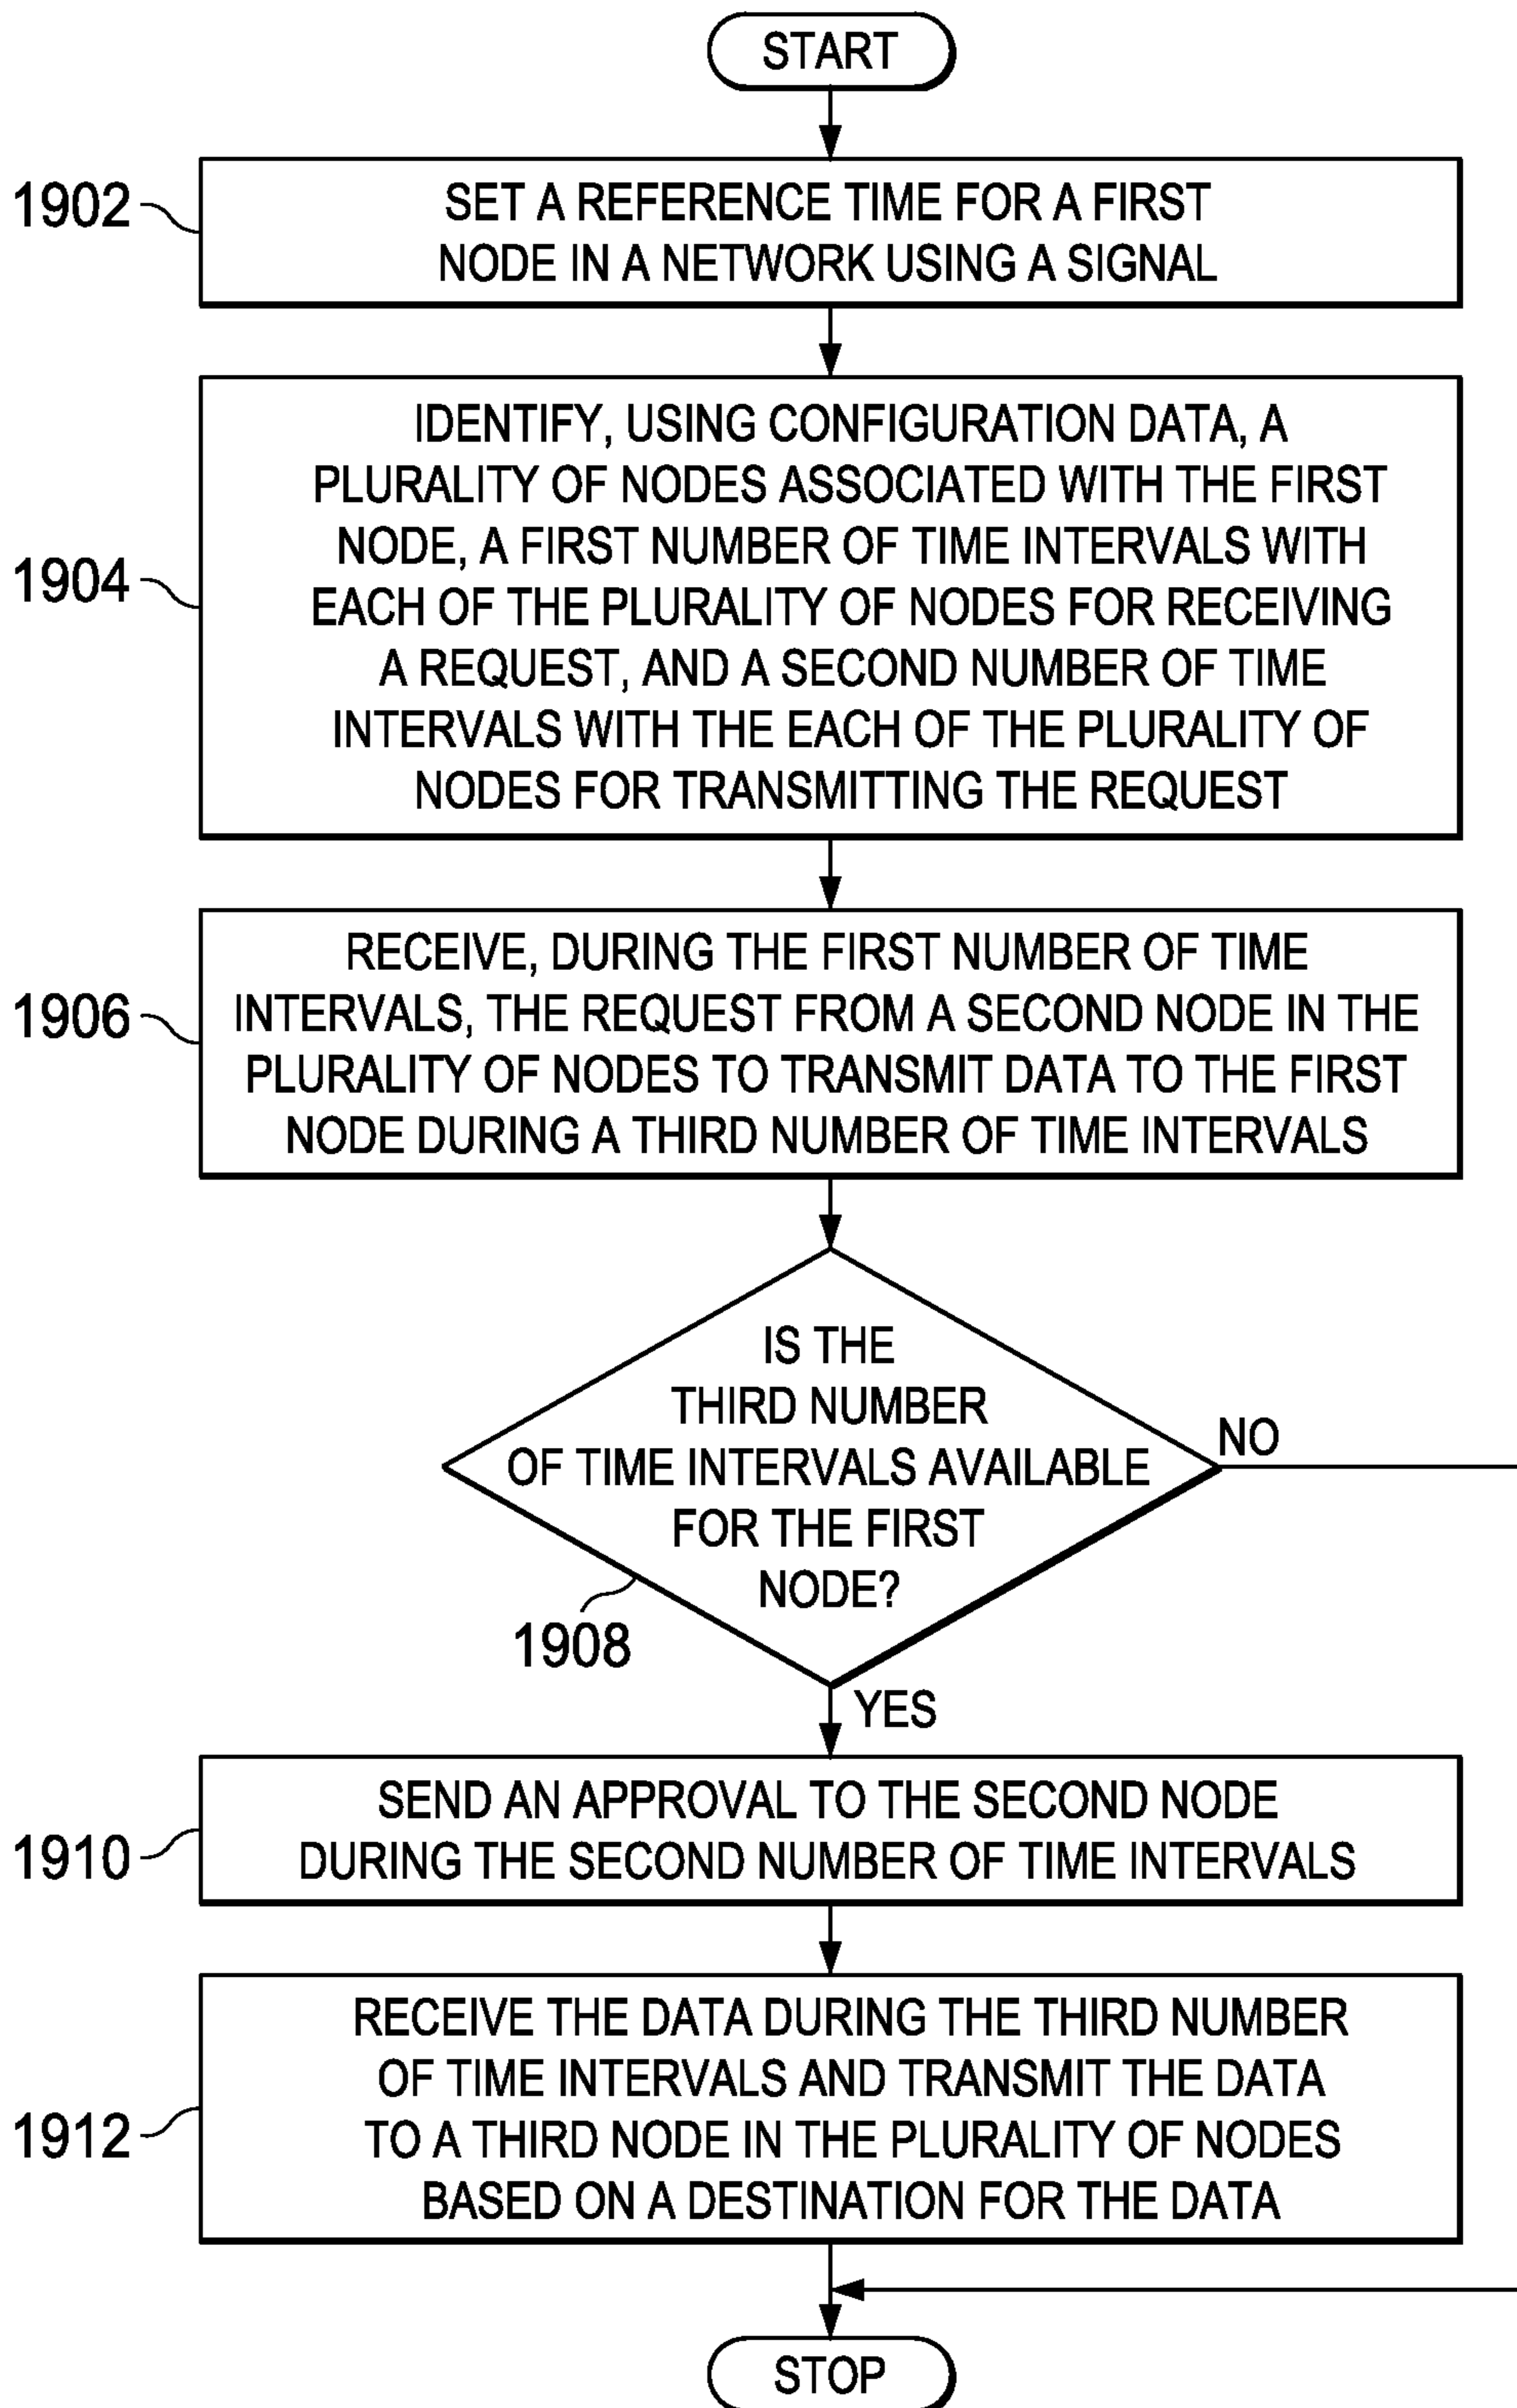 START
1902
SET A REFERENCE TIME FOR A FIRST
NODE IN A NETWORK USING A SIGNAL
1904
IDENTIFY, USING CONFIGURATION DATA, A
PLURALITY OF NODES ASSOCIATED WITH THE FIRST
NODE, A FIRST NUMBER OF TIME INTERVALS WITH
EACH OF THE PLURALITY OF NODES FOR RECEIVING
A REQUEST, AND A SECOND NUMBER OF TIME
INTERVALS WITH THE EACH OF THE PLURALITY OF
NODES FOR TRANSMITTING THE REQUEST
1906
RECEIVE, DURING THE FIRST NUMBER OF TIME
INTERVALS, THE REQUEST FROM A SECOND NODE IN THE
PLURALITY OF NODES TO TRANSMIT DATA TO THE FIRST
NODE DURING A THIRD NUMBER OF TIME INTERVALS
IS THE
THIRD NUMBER
OF TIME INTERVALS AVAILABLE
FOR THE FIRST
NODE?
NO
1908
YES
1910
SEND AN APPROVAL TO THE SECOND NODE
DURING THE SECOND NUMBER OF TIME INTERVALS
1912
RECEIVE THE DATA DURING THE THIRD NUMBER
OF TIME INTERVALS AND TRANSMIT THE DATA
TO A THIRD NODE IN THE PLURALITY OF NODES
BASED ON A DESTINATION FOR THE DATA
STOP